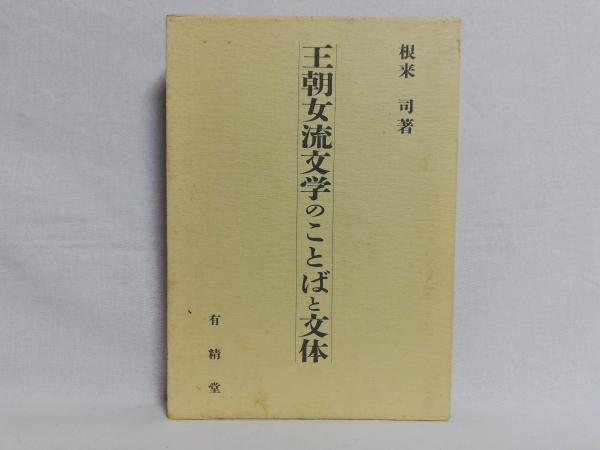 根来 司著
王朝女流文学のことばと文体
有精堂